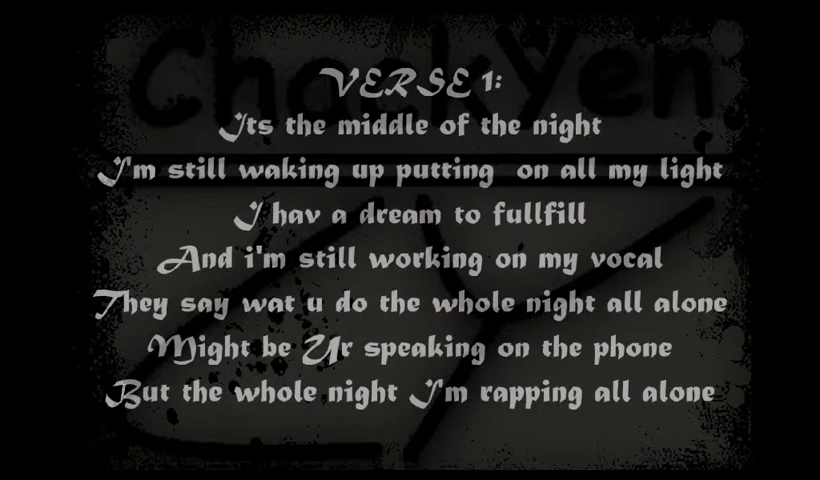 ChackYen
VERSE 1:
Its the middle of the night
I'm still waking up putting on all my light
I hav a dream to fullfill
And i'm still working on my vocal
They say wat u do the whole night all alone
Might be Ur speaking on the phone
But the whole night I'm rapping all alone